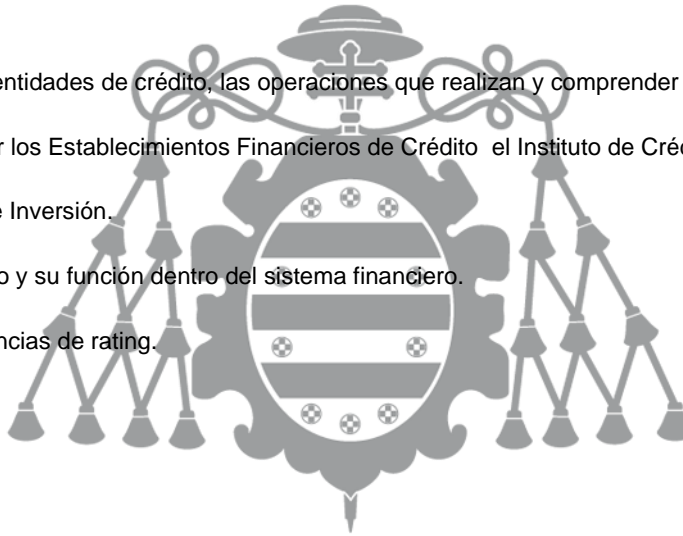 entidades de crédito, las operaciones que realizan y comprender
r los Establecimientos Financieros de Crédito el Instituto de Cré
e Inversión.
o y su función dentro del sistema financiero.
ncias de rating.